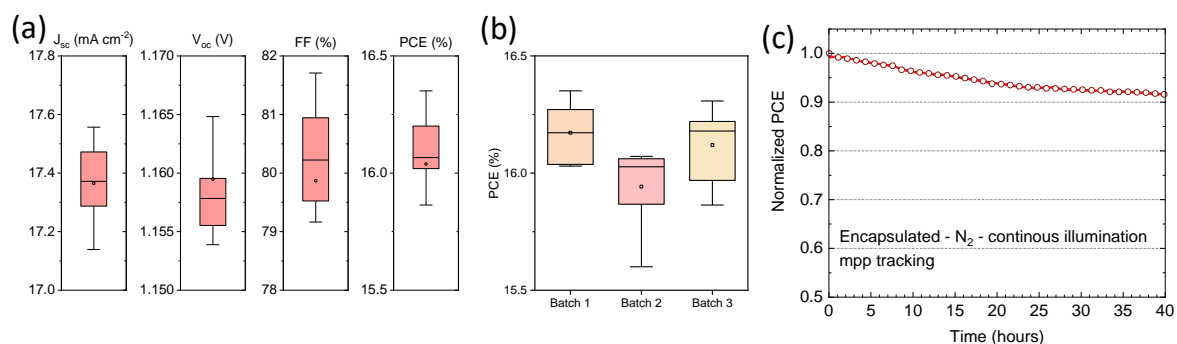 (a)
J_sc (mA cm⁻²)
17.8
17.6
17.4
17.2
17.0
V_oc (V)
1.170
1.165
1.160
1.155
1.150
FF (%)
83
82
81
80
79
78
PCE (%)
16.5
16.0
15.5
(b)
PCE (%)
16.5
16.0
15.5
Batch 1
Batch 2
Batch 3
(c)
Normalized PCE
1.0
0.9
0.8
0.7
0.6
0.5
Encapsulated - N₂ - continous illumination
mpp tracking
0 5 10 15 20 25 30 35 40
Time (hours)